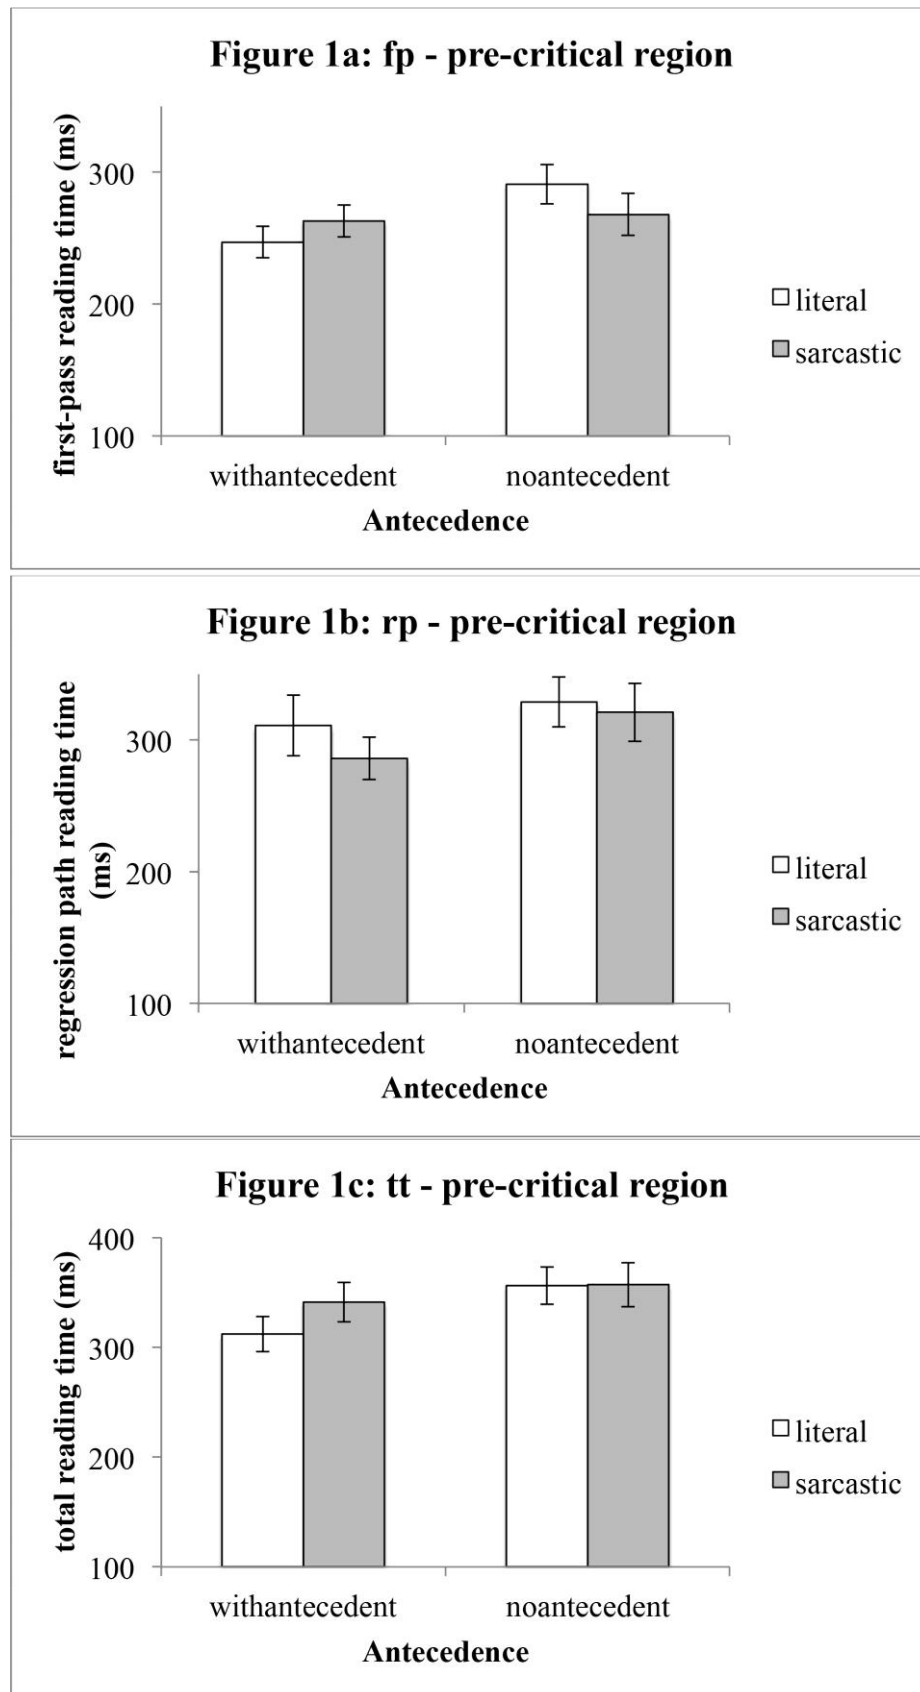 Figure 1a: fp - pre-critical region
first-pass reading time (ms)
300
200
100
withantecedent noantecedent
Antecedence
literal
sarcastic
Figure 1b: rp - pre-critical region
regression path reading time
(ms)
300
200
100
withantecedent noantecedent
Antecedence
literal
sarcastic
Figure 1c: tt - pre-critical region
total reading time (ms)
400
300
200
100
withantecedent noantecedent
Antecedence
literal
sarcastic